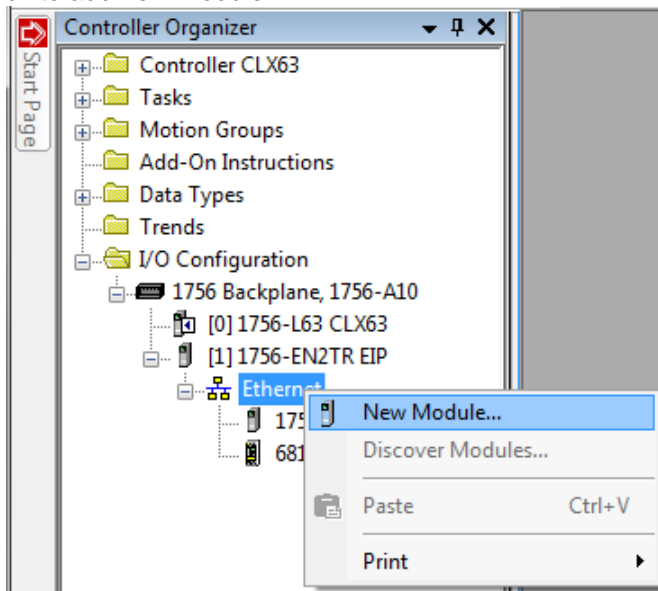 Controller Organizer
Start Page
Controller CLX63
Tasks
Motion Groups
Add-On Instructions
Data Types
Trends
I/O Configuration
1756 Backplane, 1756-A10
[0] 1756-L63 CLX63
[1] 1756-EN2TR EIP
Ethernet
New Module...
Discover Modules...
Paste Ctrl+V
Print